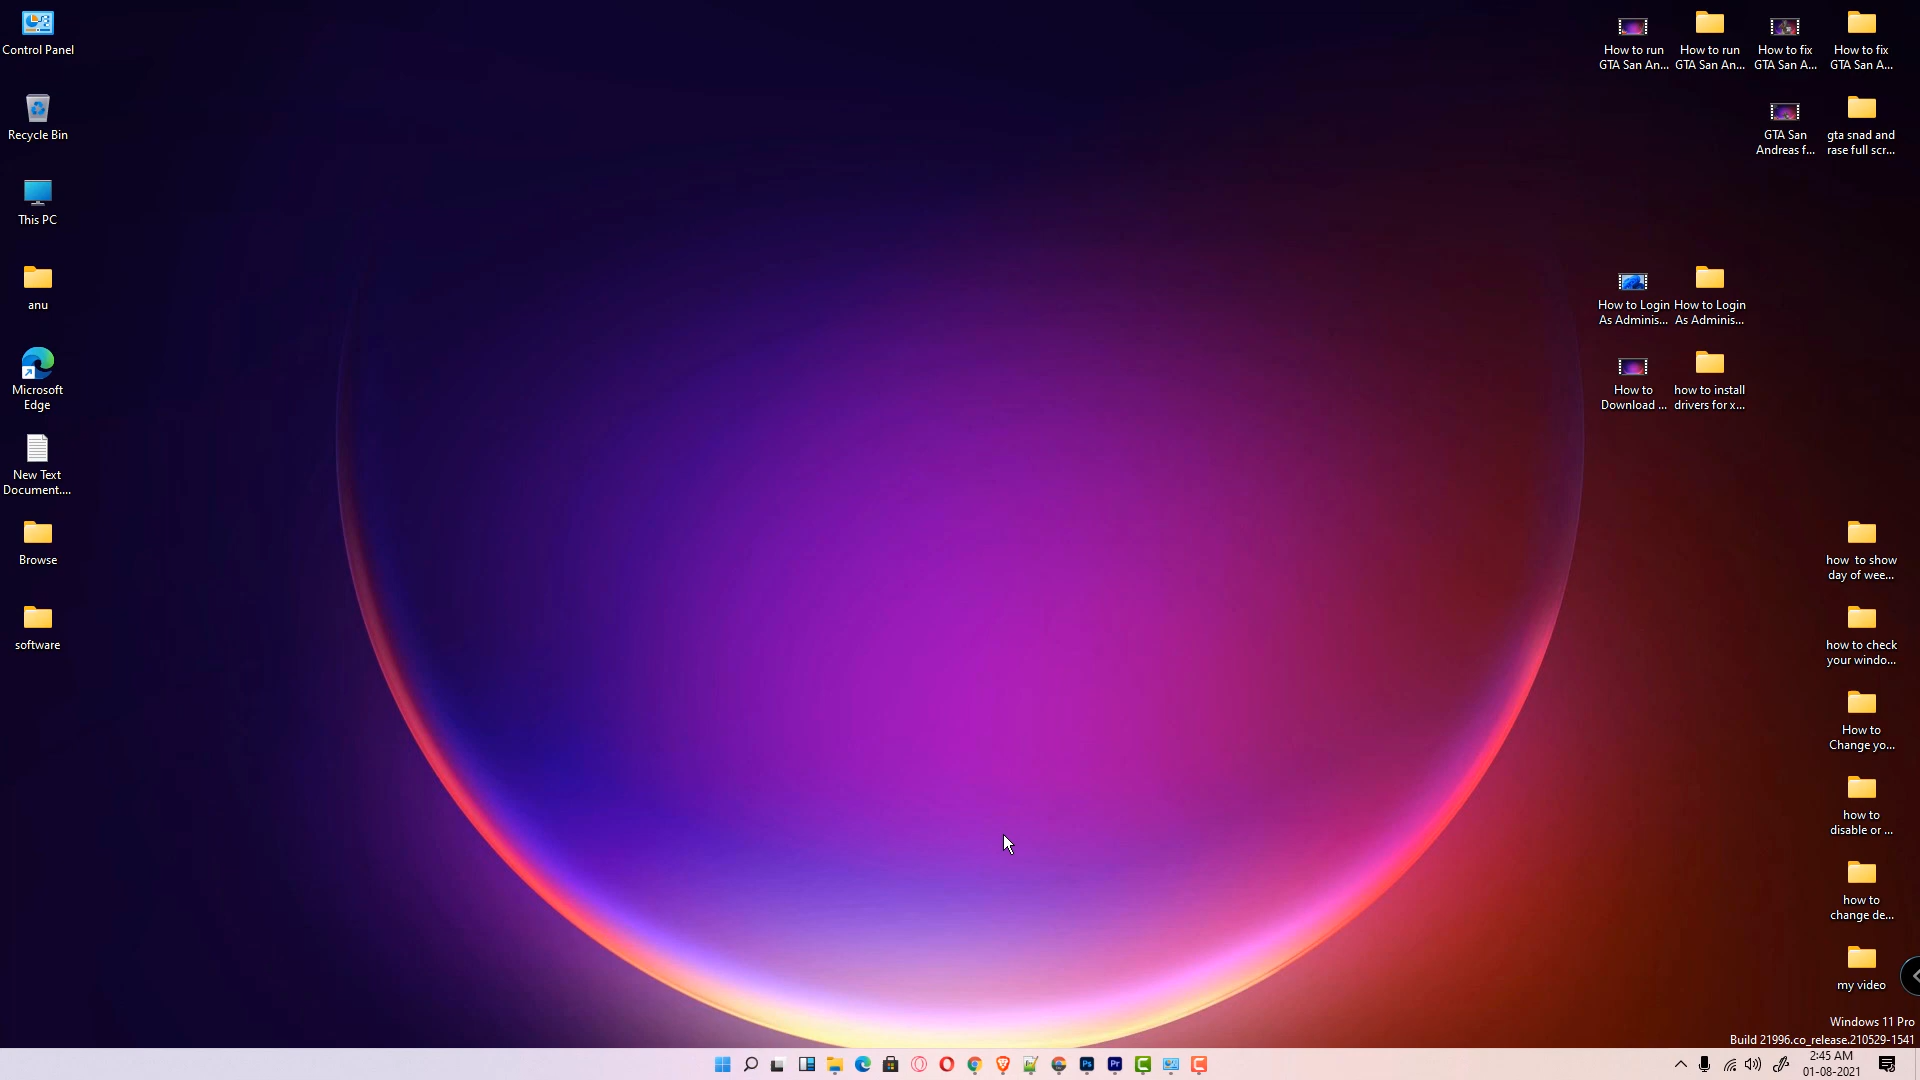 Control Panel
Recycle Bin
This PC
anu
Microsoft
Edge
New Text
Document....
Browse
software
How to run
GTA San An...
How to run
GTA San An...
How to fix
GTA San A...
How to fix
GTA San A...
GTA San
Andreas f...
gta snad and
rase full scr...
How to Login
As Adminis...
How to Login
As Adminis...
How to
Download ...
how to install
drivers for x...
how  to show
day of wee...
how to check
your windo...
How to
Change yo...
how to
disable or ...
how to
change de...
my video
Windows 11 Pro
Build 21996.co_release.210529-1541
2:45 AM
01-08-2021
Ps
Pr